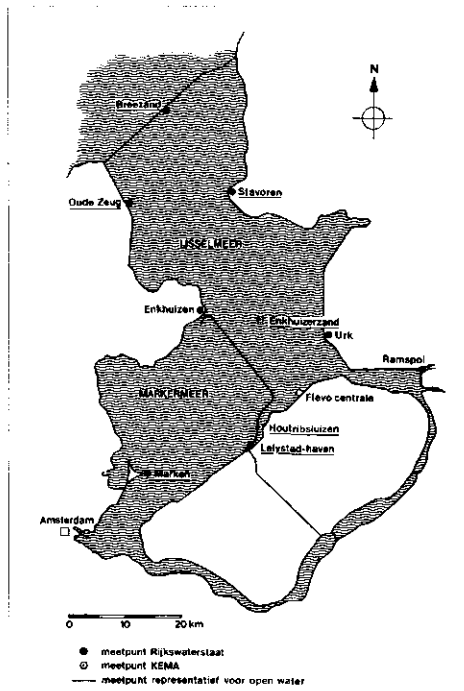 N
Breezand
Stavoren
Oude Zeug
IJSSELMEER
Enkhuizen
Enkhuizerzand
Urk
Ramspol
MARKERMEER
Flevo centrale
Houtribsluizen
Lelystad-haven
Marken
Amsterdam
0 10 20 km
meetpunt Rijkswaterstaat
meetpunt KEMA
meetpunt representatief voor open water